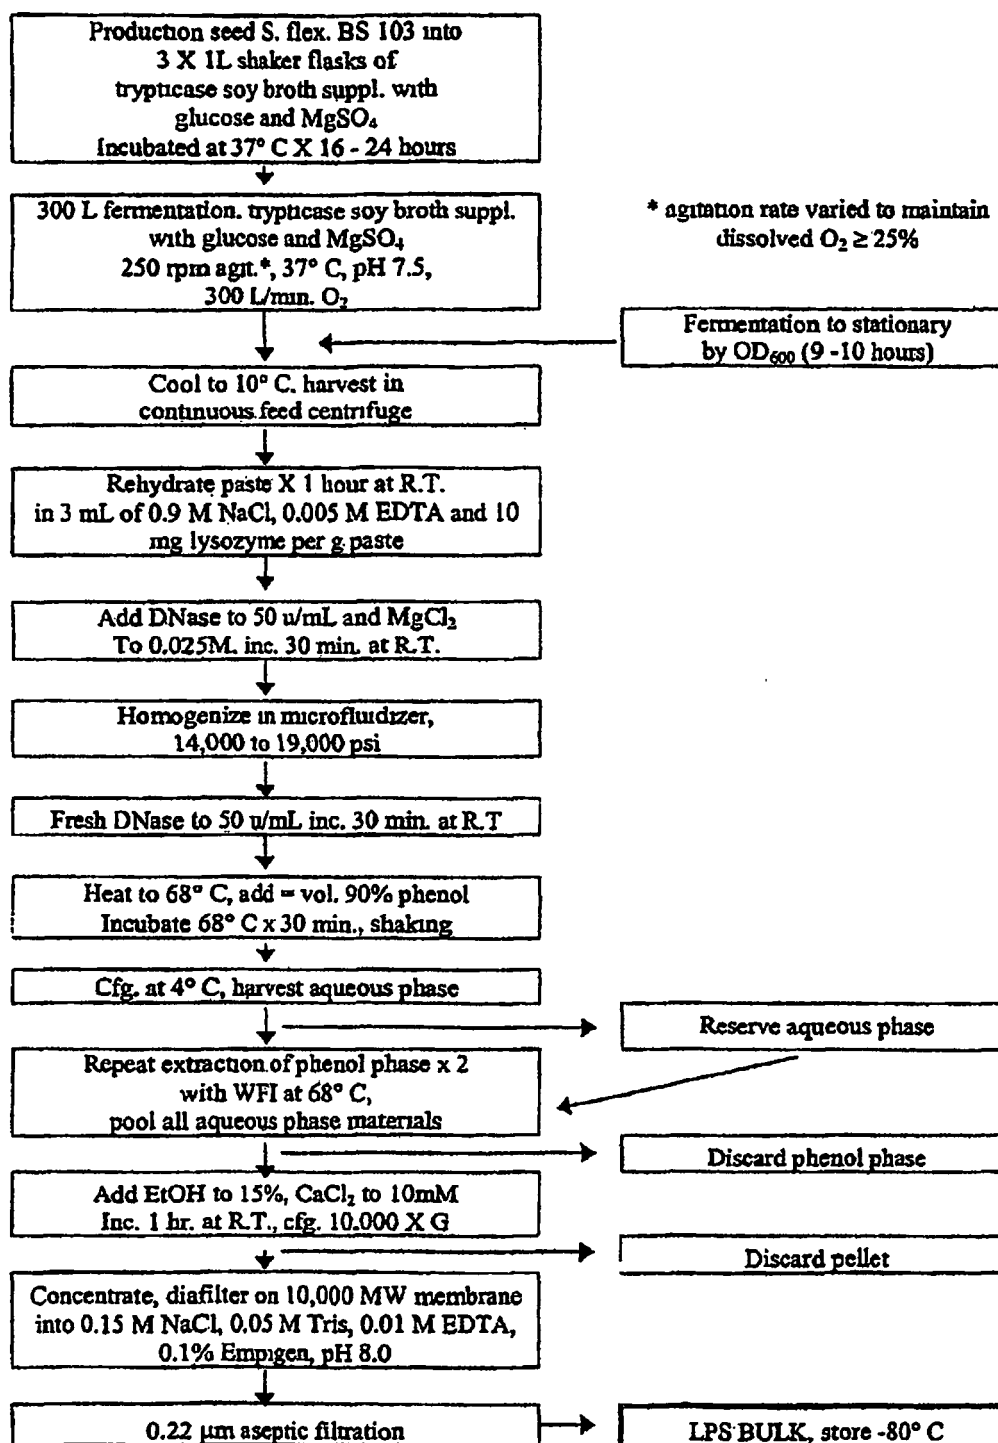 Production seed S. flex. BS 103 into
3 X 1L shaker flasks of
trypticase soy broth suppl. with
glucose and MgSO₄
Incubated at 37° C X 16 - 24 hours
300 L fermentation. trypticase soy broth suppl.
with glucose and MgSO₄
250 rpm agit.*, 37° C, pH 7.5,
300 L/min. O₂
* agitation rate varied to maintain
dissolved O₂ ≥ 25%
Fermentation to stationary
by OD₆₀₀ (9 -10 hours)
Cool to 10° C. harvest in
continuous feed centrifuge
Rehydrate paste X 1 hour at R.T.
in 3 mL of 0.9 M NaCl, 0.005 M EDTA and 10
mg lysozyme per g paste
Add DNase to 50 u/mL and MgCl₂
To 0.025M. inc. 30 min. at R.T.
Homogenize in microfluidizer,
14,000 to 19,000 psi
Fresh DNase to 50 u/mL inc. 30 min. at R.T
Heat to 68° C, add = vol. 90% phenol
Incubate 68° C x 30 min., shaking
Cfg. at 4° C, harvest aqueous phase
Reserve aqueous phase
Repeat extraction of phenol phase x 2
with WFI at 68° C,
pool all aqueous phase materials
Discard phenol phase
Add EtOH to 15%, CaCl₂ to 10mM
Inc. 1 hr. at R.T., cfg. 10.000 X G
Discard pellet
Concentrate, diafilter on 10,000 MW membrane
into 0.15 M NaCl, 0.05 M Tris, 0.01 M EDTA,
0.1% Empigen, pH 8.0
0.22 µm aseptic filtration
LPS BULK, store -80° C